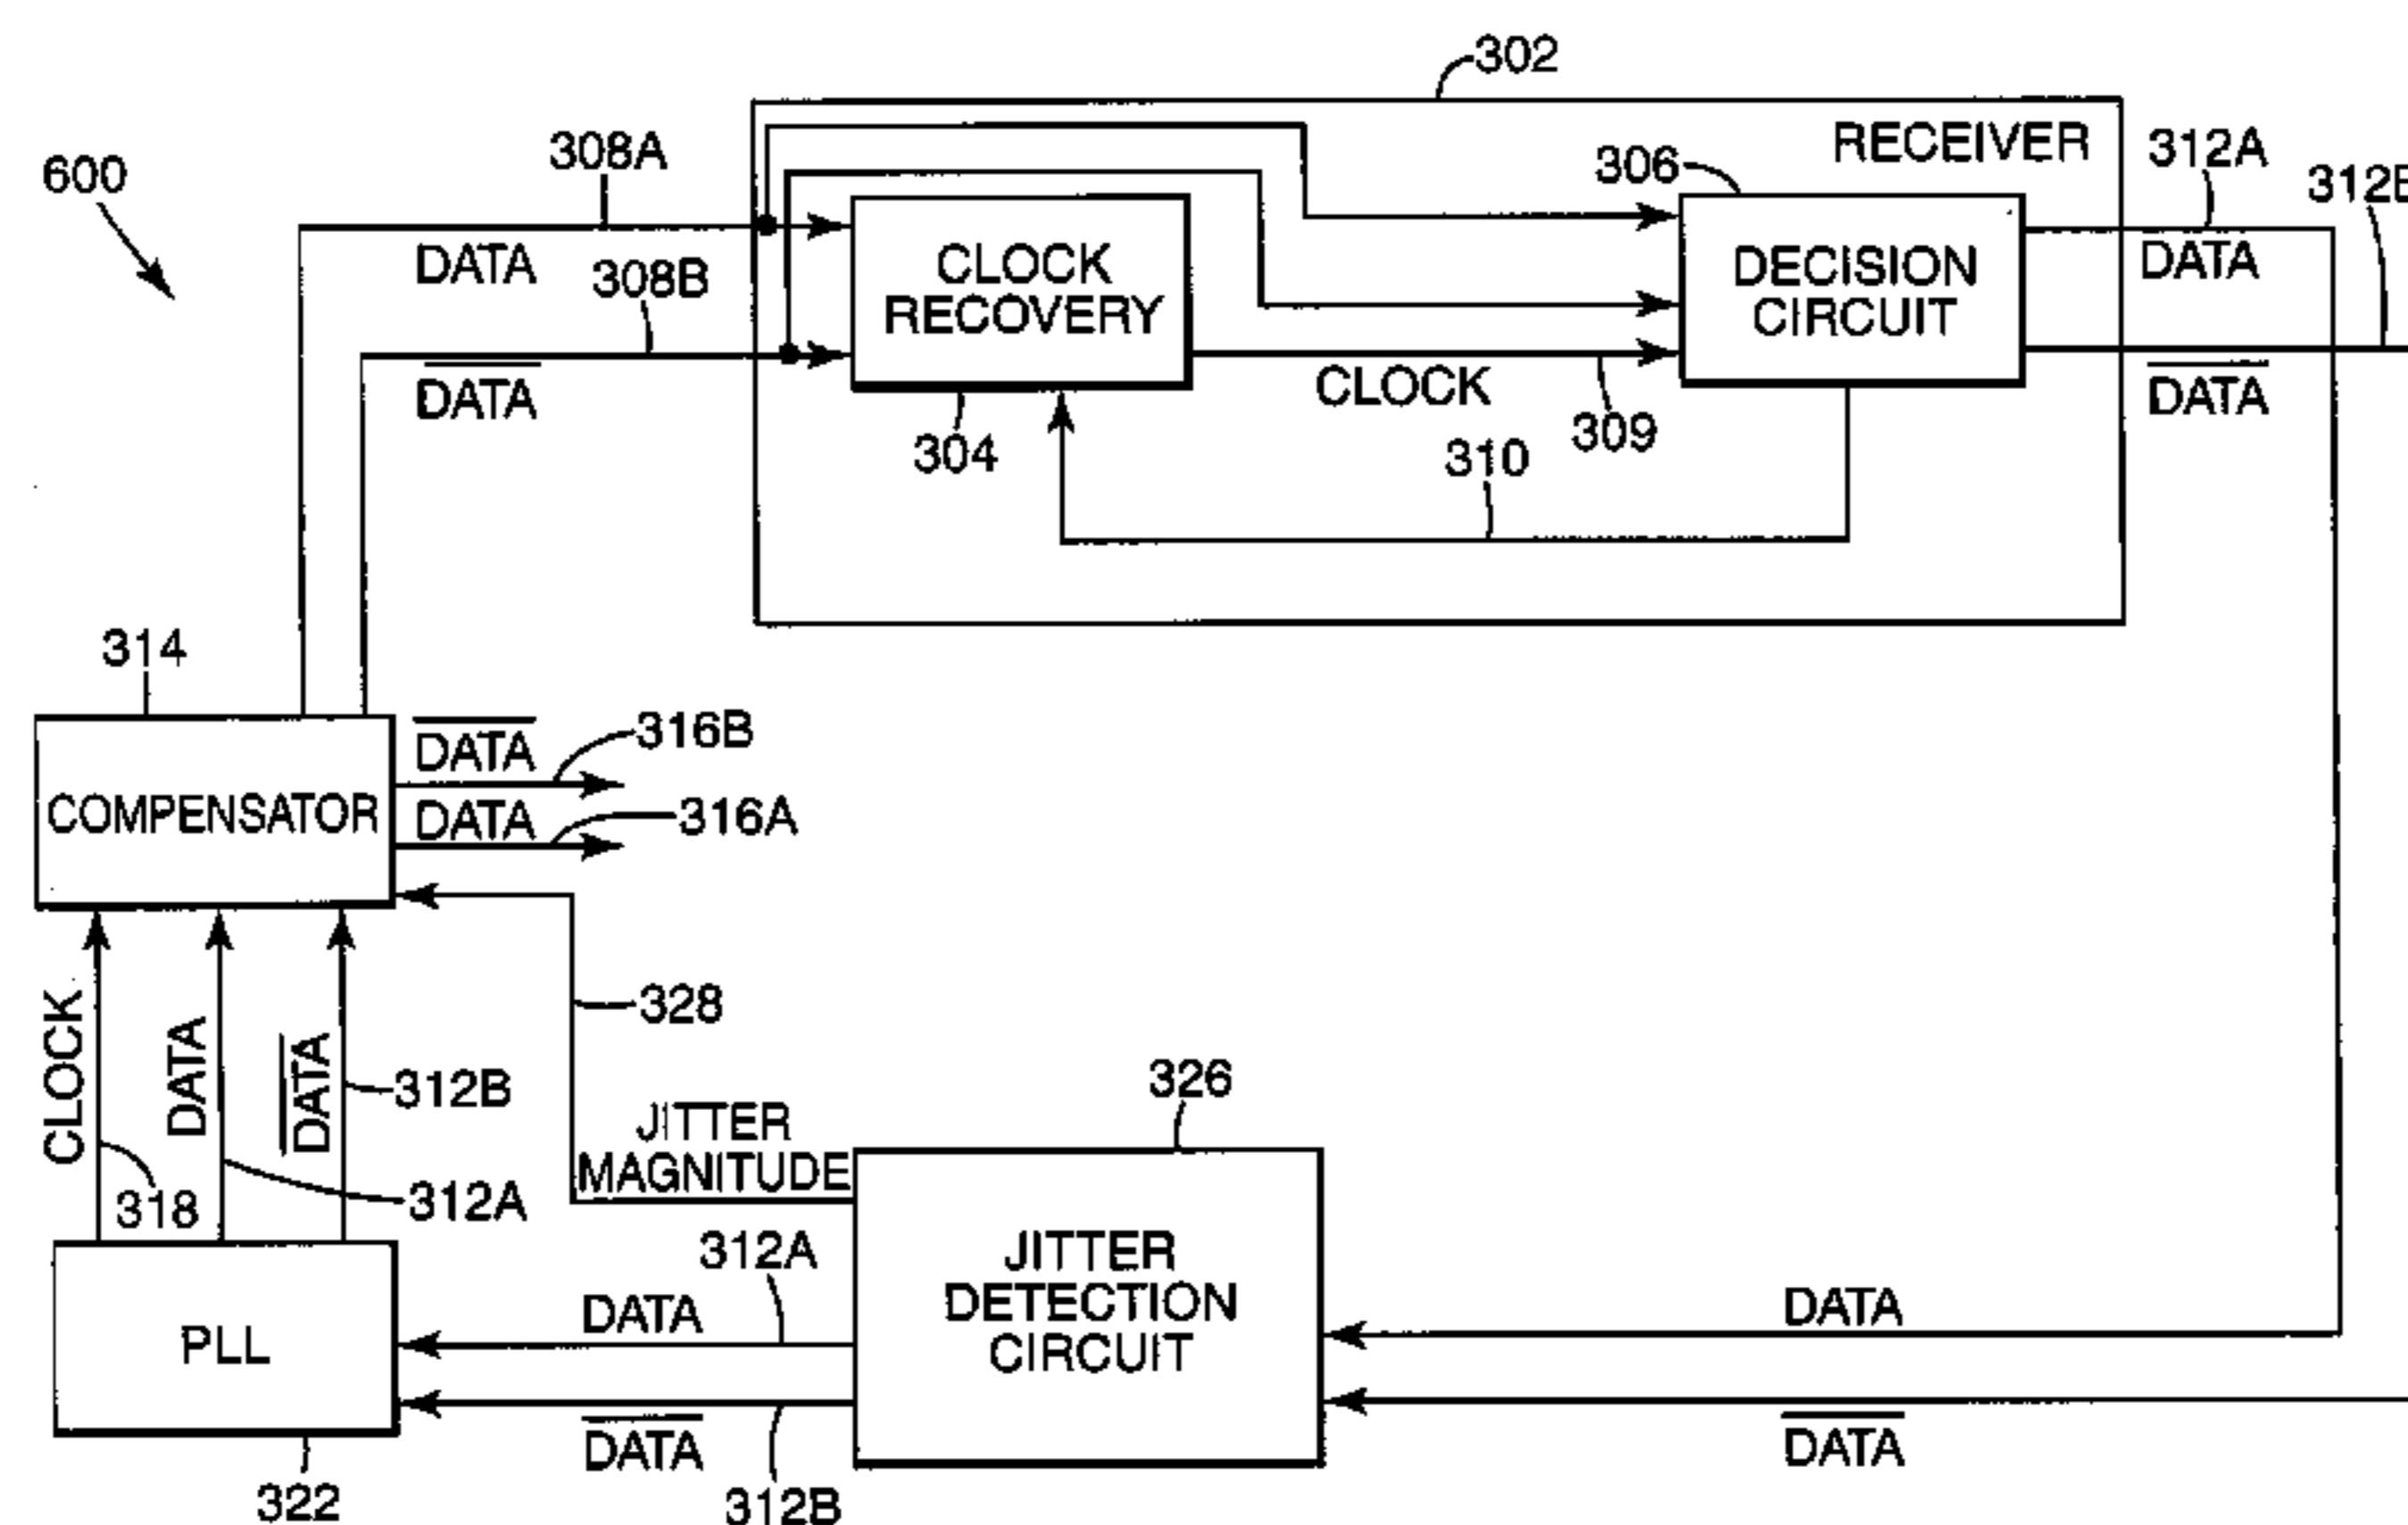 302
RECEIVER
308A
600
306
312A
312B
DATA
308B
CLOCK
RECOVERY
DECISION
CIRCUIT
DATA
DATA
CLOCK
309
DATA
304
310
314
DATA
316B
COMPENSATOR
DATA
316A
328
CLOCK
DATA
DATA
312B
326
JITTER
MAGNITUDE
318
312A
312A
JITTER
DETECTION
CIRCUIT
DATA
DATA
PLL
DATA
DATA
322
312B